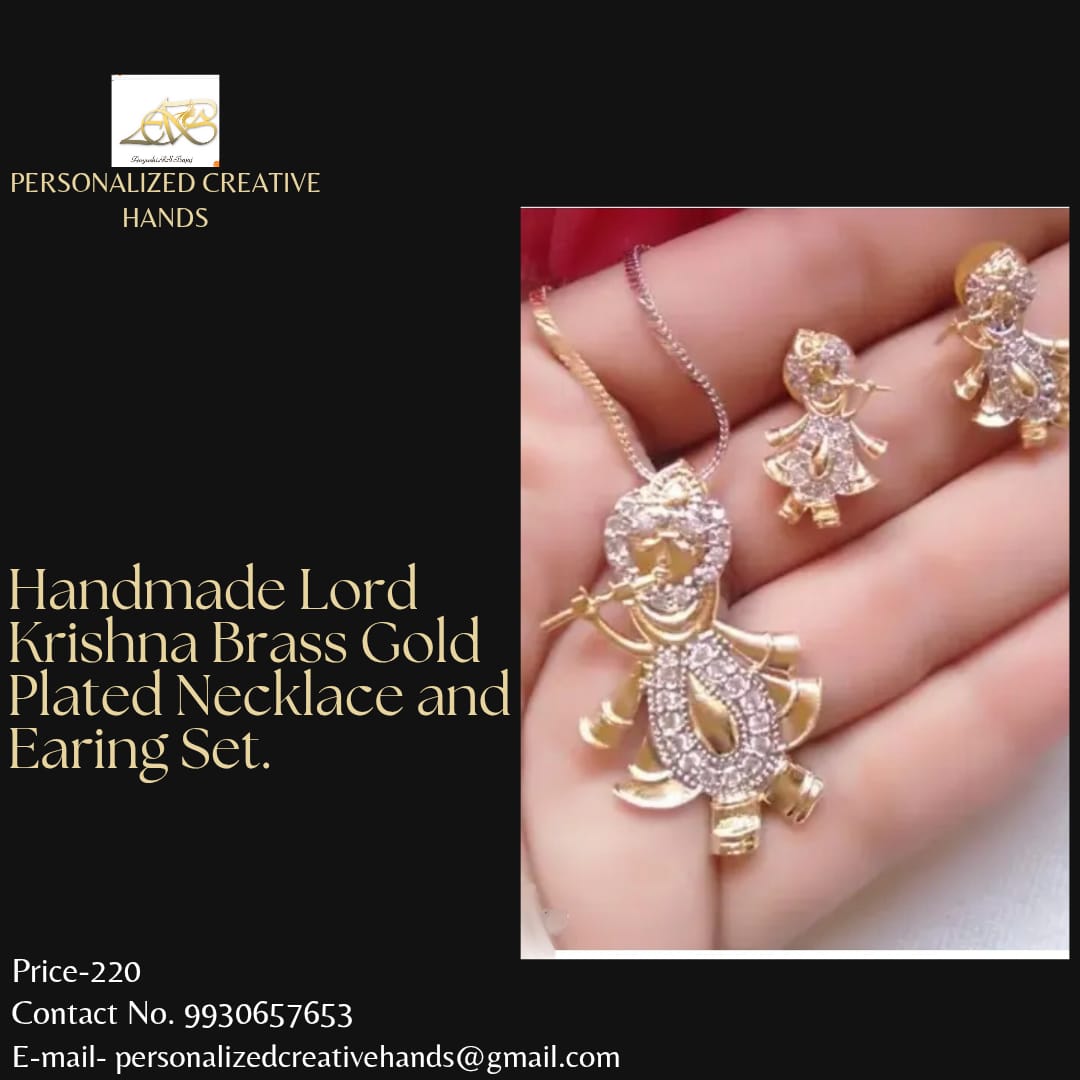 PERSONALIZED CREATIVE
HANDS
Handmade Lord
Krishna Brass Gold
Plated Necklace and
Earing Set.
Price-220
Contact No. 9930657653
E-mail- personalizedcreativehands@gmail.com